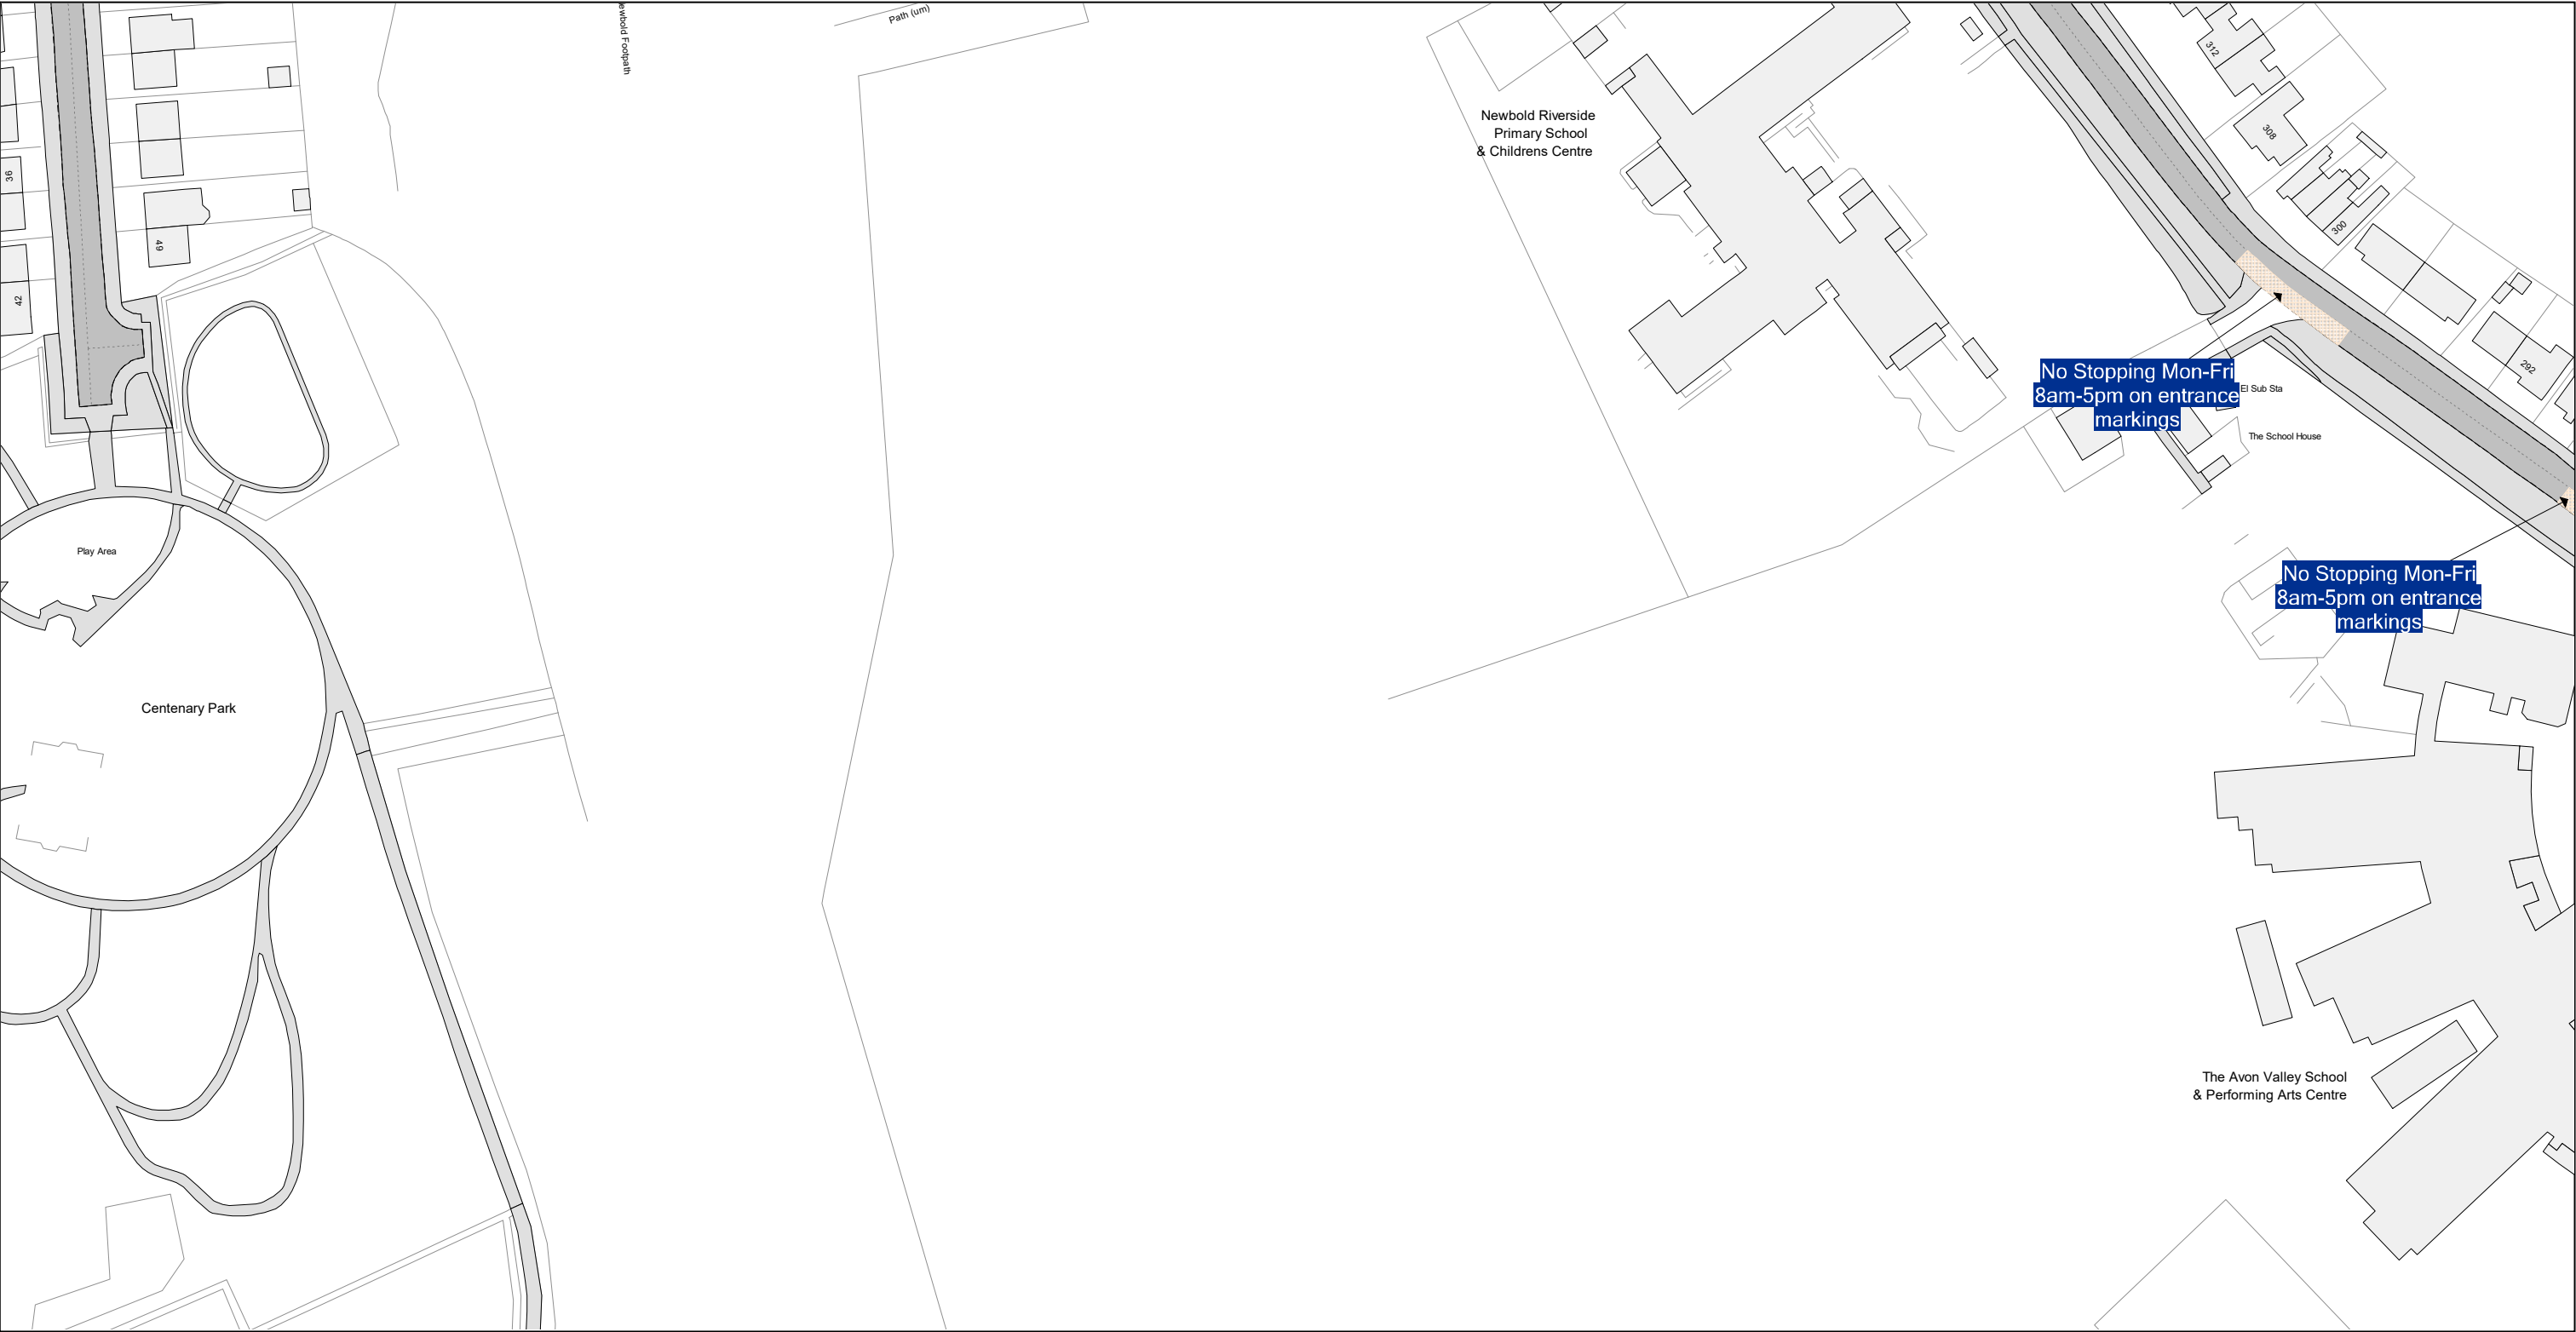 Path (um)
ewbold Footpath
312
Newbold Riverside
Primary School
& Childrens Centre
308
36
300
49
42
No Stopping Mon-Fri
8am-5pm on entrance
markings
292
El Sub Sta
The School House
Play Area
No Stopping Mon-Fri
8am-5pm on entrance
markings
Centenary Park
The Avon Valley School
& Performing Arts Centre